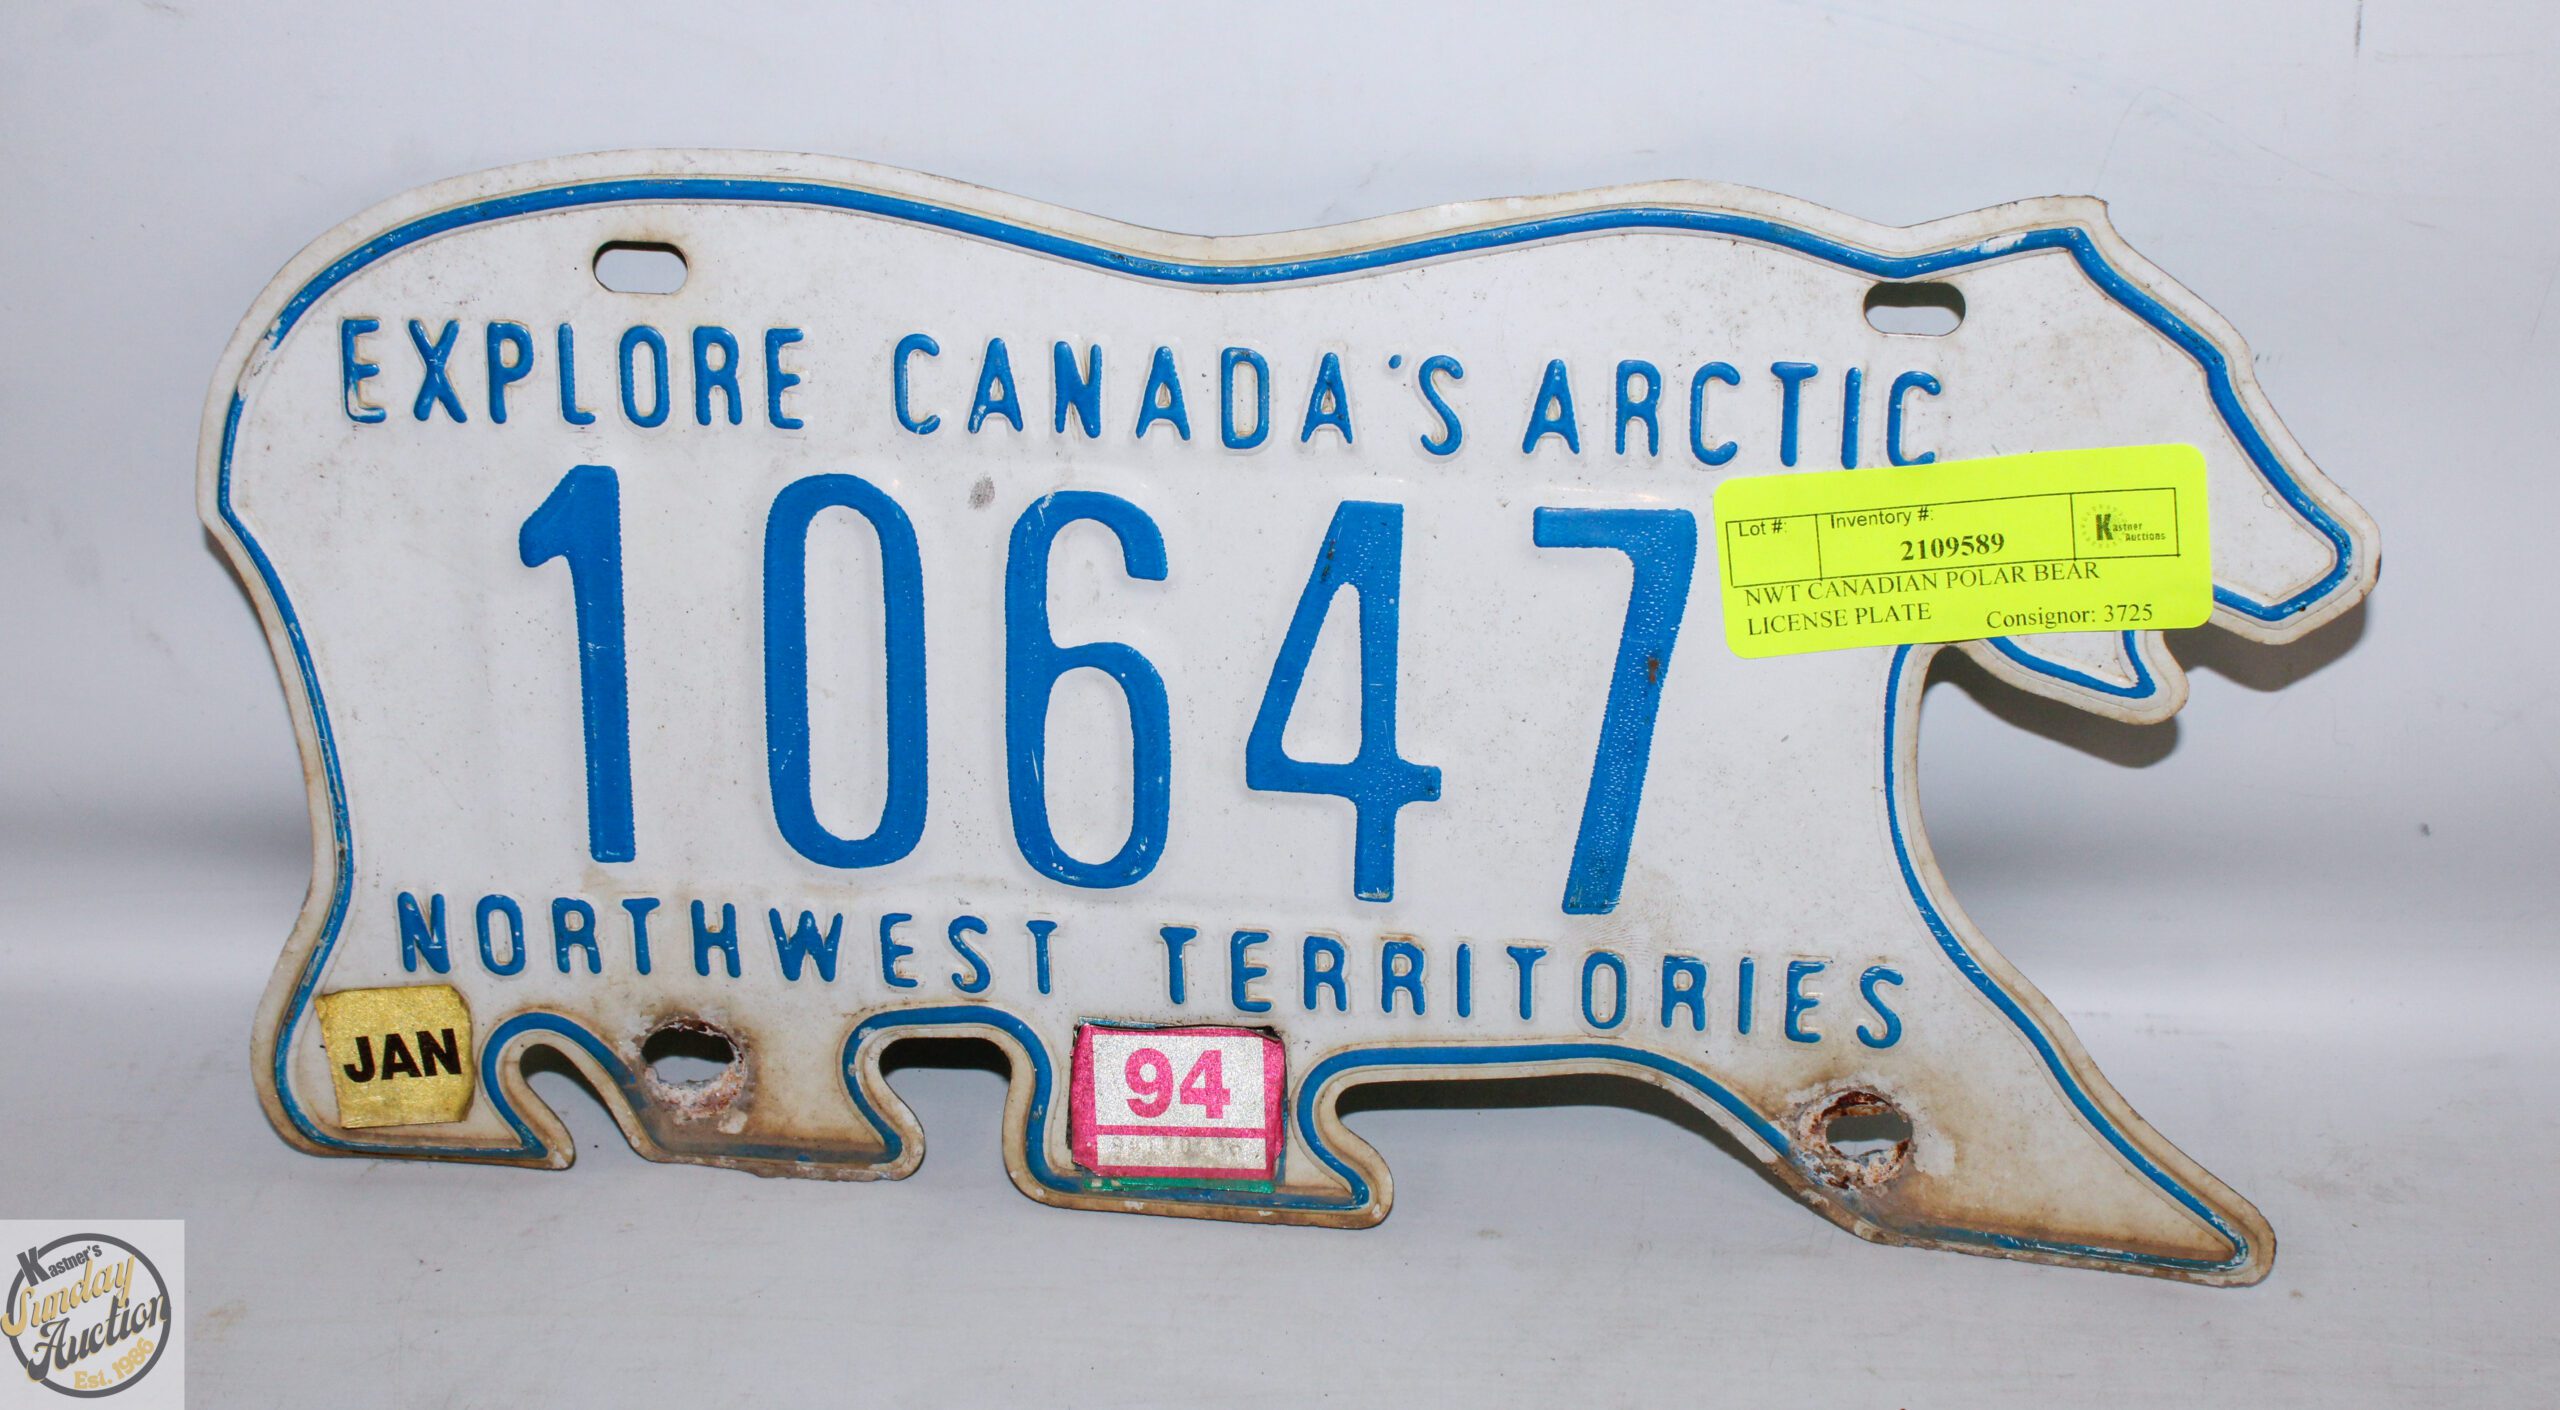 EXPLORE CANADA'S ARCTIC
10647
NORTHWEST TERRITORIES
JAN
94
Lot #: Inventory #:
2109589
Kastner
Auctions
NWT CANADIAN POLAR BEAR
LICENSE PLATE Consignor: 3725
Kastner's
Sunday
Auction
Est. 1986